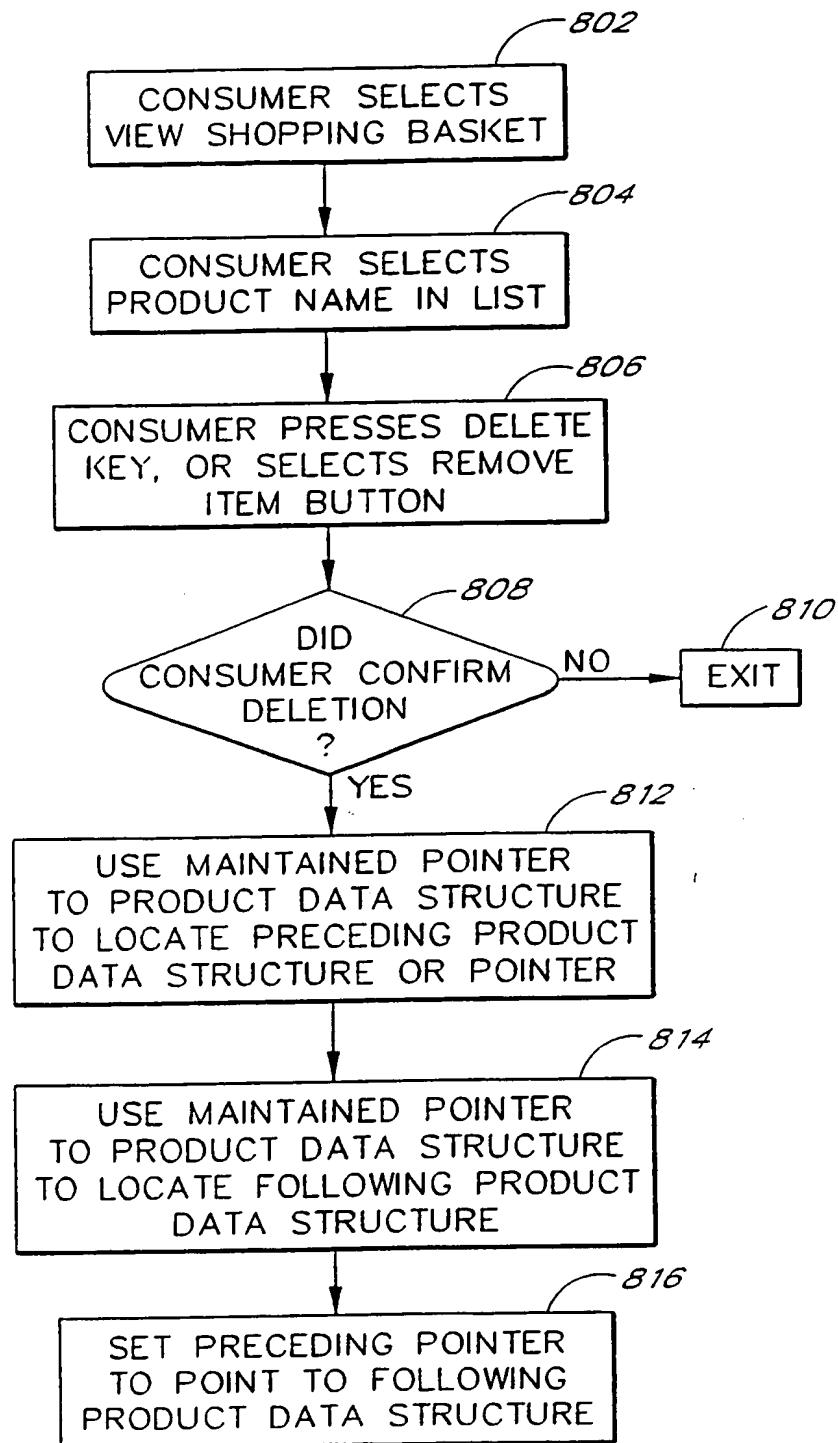 802
CONSUMER SELECTS
VIEW SHOPPING BASKET
804
CONSUMER SELECTS
PRODUCT NAME IN LIST
806
CONSUMER PRESSES DELETE
KEY, OR SELECTS REMOVE
ITEM BUTTON
808
DID
CONSUMER CONFIRM
DELETION
?
NO
810
EXIT
YES
812
USE MAINTAINED POINTER
TO PRODUCT DATA STRUCTURE
TO LOCATE PRECEDING PRODUCT
DATA STRUCTURE OR POINTER
814
USE MAINTAINED POINTER
TO PRODUCT DATA STRUCTURE
TO LOCATE FOLLOWING PRODUCT
DATA STRUCTURE
816
SET PRECEDING POINTER
TO POINT TO FOLLOWING
PRODUCT DATA STRUCTURE